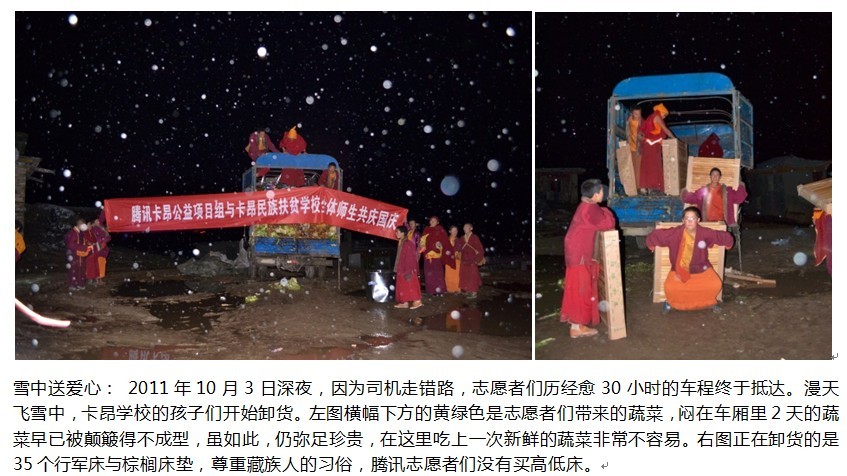 腾讯卡昂公益项目组与卡昂民族扶贫学校全体师生共庆国庆
雪中送爱心： 2011 年 10 月 3 日深夜，因为司机走错路，志愿者们历经愈 30 小时的车程终于抵达。漫天
飞雪中，卡昂学校的孩子们开始卸货。左图横幅下方的黄绿色是志愿者们带来的蔬菜，闷在车厢里 2 天的蔬
菜早已被颠簸得不成型，虽如此，仍弥足珍贵，在这里吃上一次新鲜的蔬菜非常不容易。右图正在卸货的是
35 个行军床与棕榈床垫，尊重藏族人的习俗，腾讯志愿者们没有买高低床。